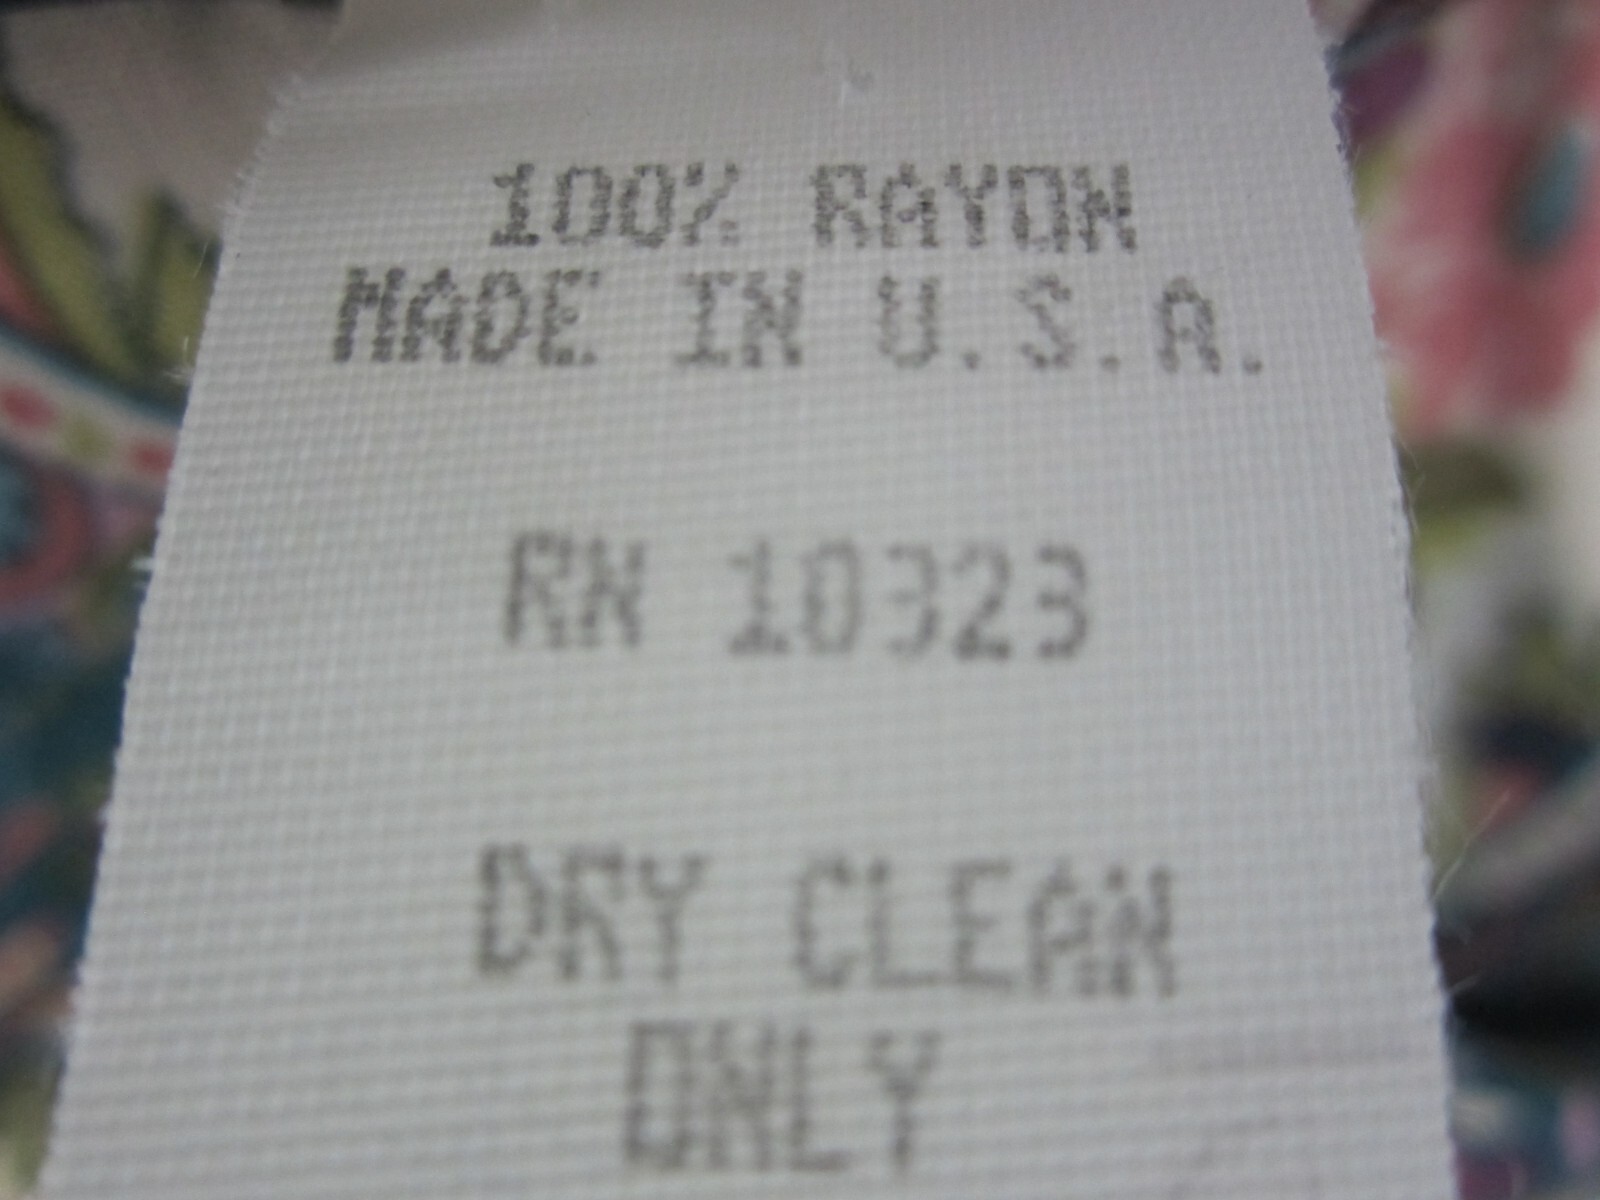 100% RAYON
MADE IN U.S.A.
RN 10323
DRY CLEAN
ONLY